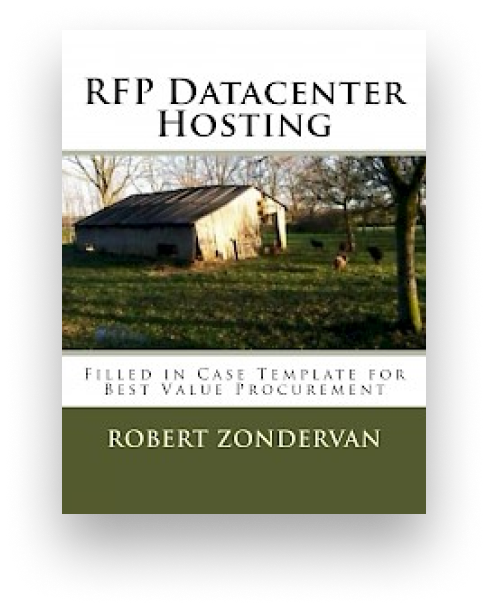 RFP Datacenter
Hosting
Filled in Case Template for
Best Value Procurement
ROBERT ZONDERVAN